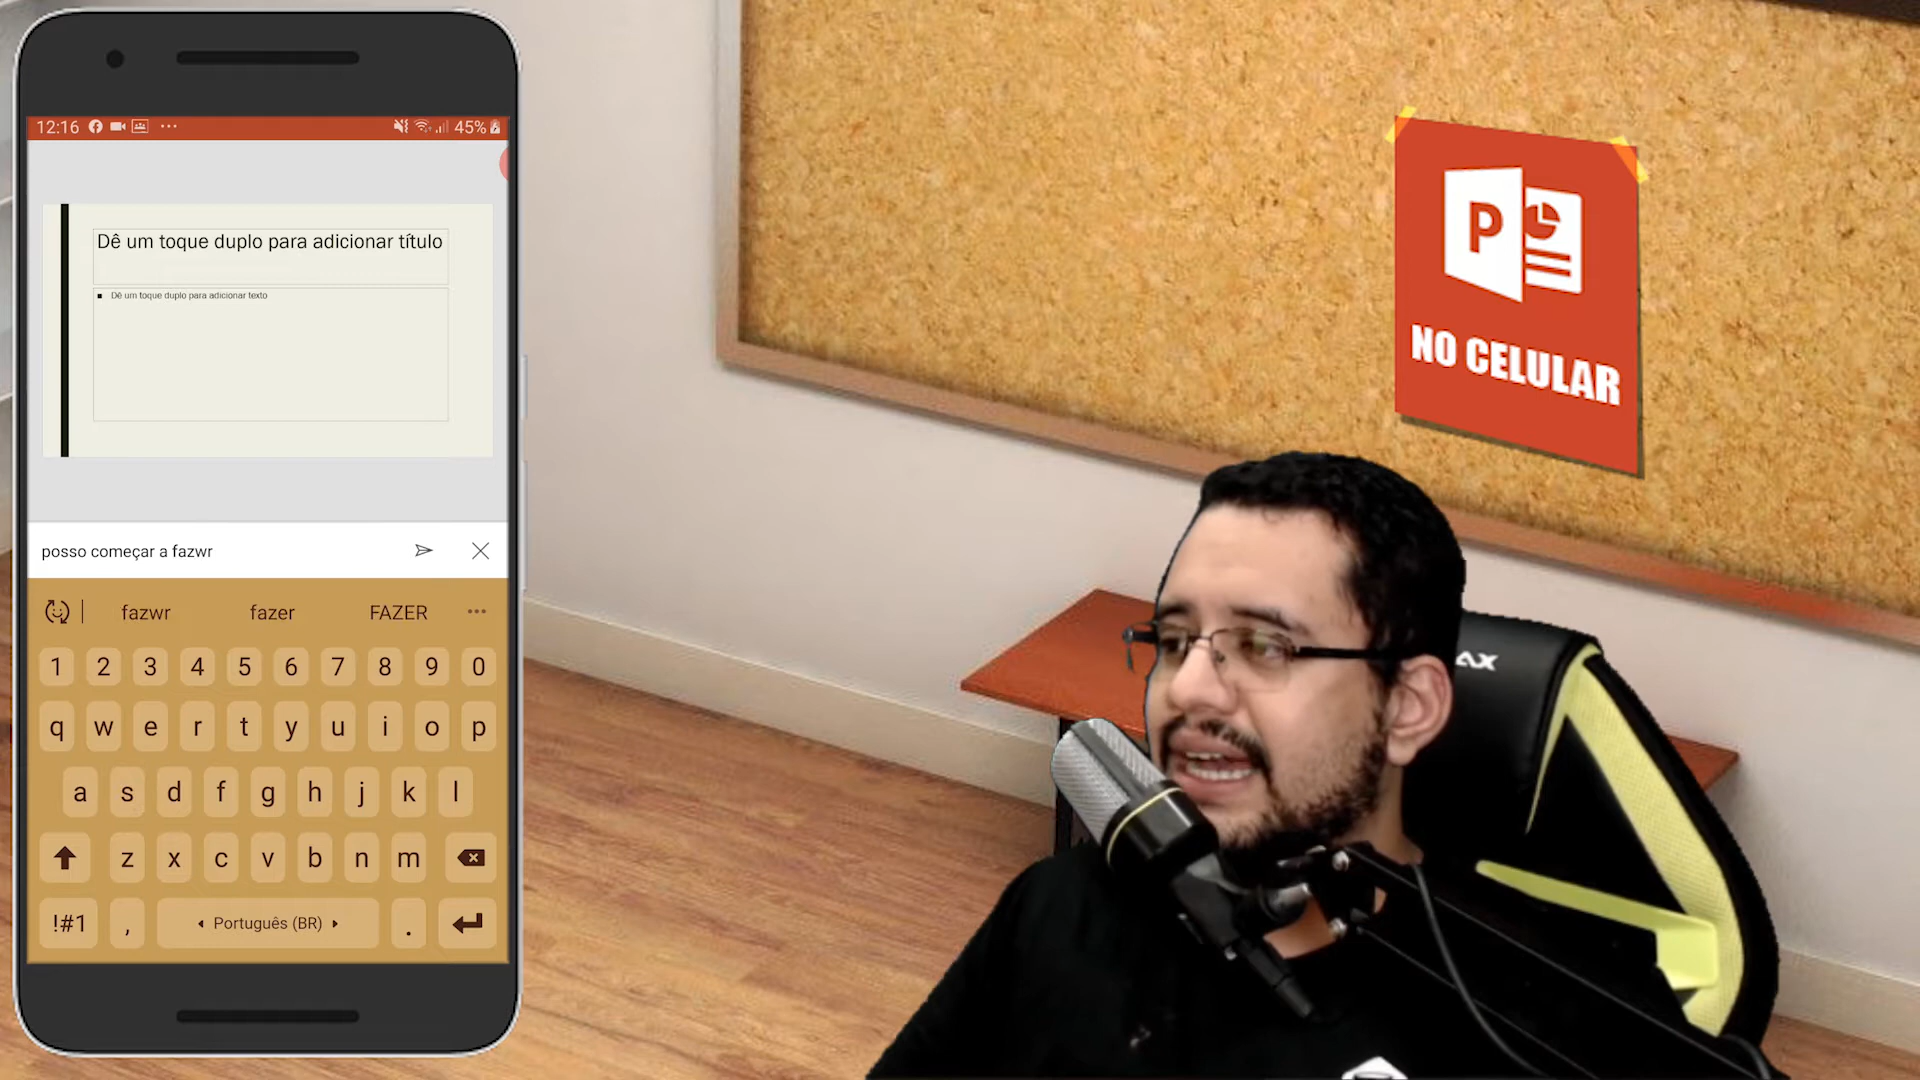 12:16
45%
Dê um toque duplo para adicionar título
Dê um toque duplo para adicionar texto
posso começar a fazwr
fazwr fazer FAZER
1 2 3 4 5 6 7 8 9 0
q w e r t y u i o p
a s d f g h j k l
z x c v b n m
!#1 , Português (BR) .
P
NO CELULAR
AX